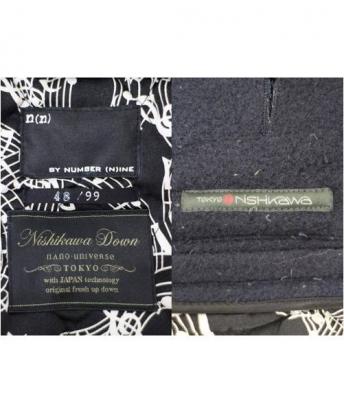 n(n)
BY NUMBER (N)INE
48/99
Nishikawa Down
nano·universe
TOKYO
with JAPAN technology
original fresh up down
TOKYO NISHIKAWA